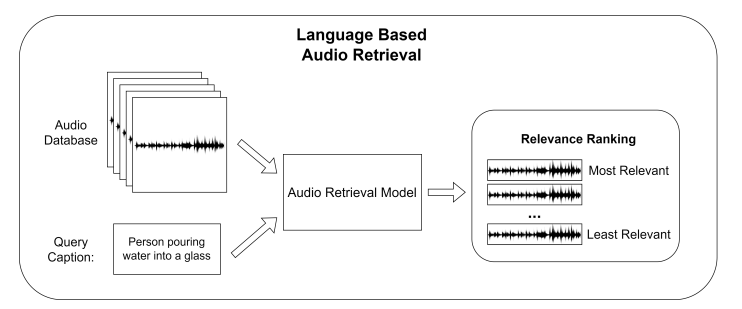 Language Based
Audio Retrieval
Audio
Database
Query
Caption:
Person pouring
water into a glass
Audio Retrieval Model
Relevance Ranking
Most Relevant
...
Least Relevant